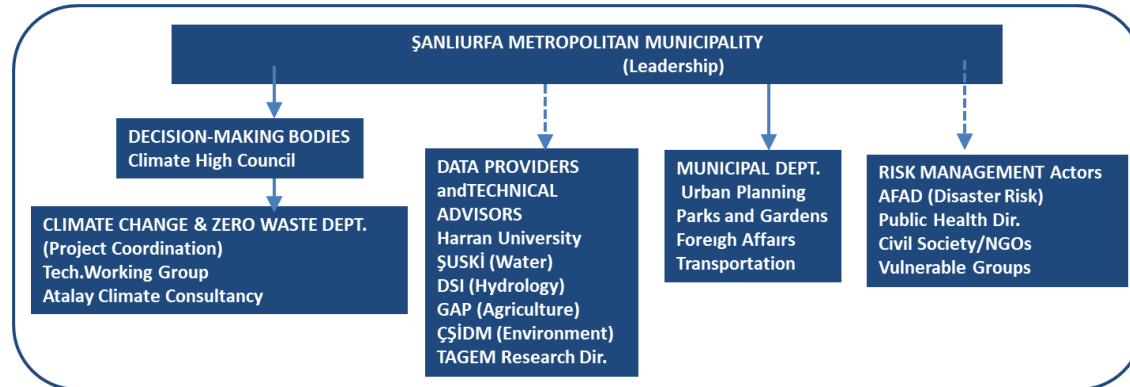 ŞANLIURFA METROPOLITAN MUNICIPALITY
(Leadership)
DECISION-MAKING BODIES
Climate High Council
CLIMATE CHANGE & ZERO WASTE DEPT.
(Project Coordination)
Tech.Working Group
Atalay Climate Consultancy
DATA PROVIDERS
andTECHNICAL
ADVISORS
Harran University
ŞUSKİ (Water)
DSI (Hydrology)
GAP (Agriculture)
ÇŞİDM (Environment)
TAGEM Research Dir.
MUNICIPAL DEPT.
Urban Planning
Parks and Gardens
Foreıgh Affaırs
Transportation
RISK MANAGEMENT Actors
AFAD (Disaster Risk)
Public Health Dir.
Civil Society/NGOs
Vulnerable Groups